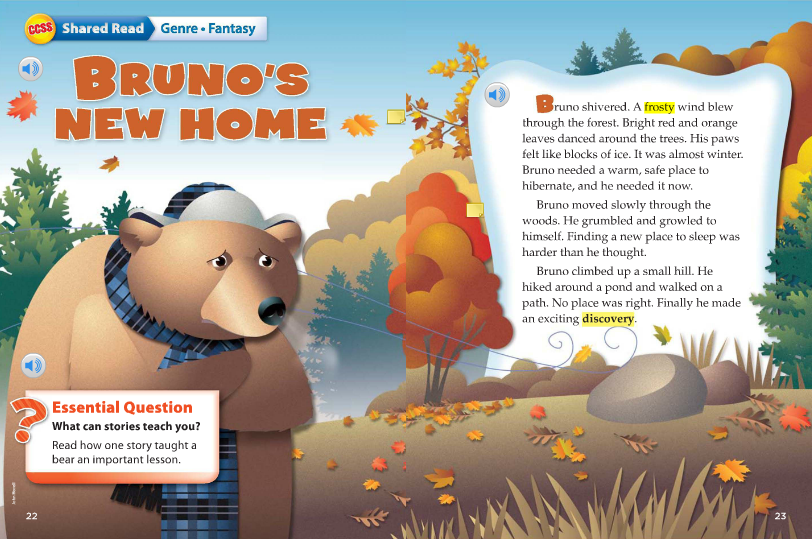 CCSS Shared Read Genre • Fantasy
BRUNO'S
NEW HOME
Essential Question
What can stories teach you?
Read how one story taught a
bear an important lesson.
22
Bruno shivered. A frosty wind blew
through the forest. Bright red and orange
leaves danced around the trees. His paws
felt like blocks of ice. It was almost winter.
Bruno needed a warm, safe place to
hibernate, and he needed it now.
Bruno moved slowly through the
woods. He grumbled and growled to
himself. Finding a new place to sleep was
harder than he thought.
Bruno climbed up a small hill. He
hiked around a pond and walked on a
path. No place was right. Finally he made
an exciting discovery.
23